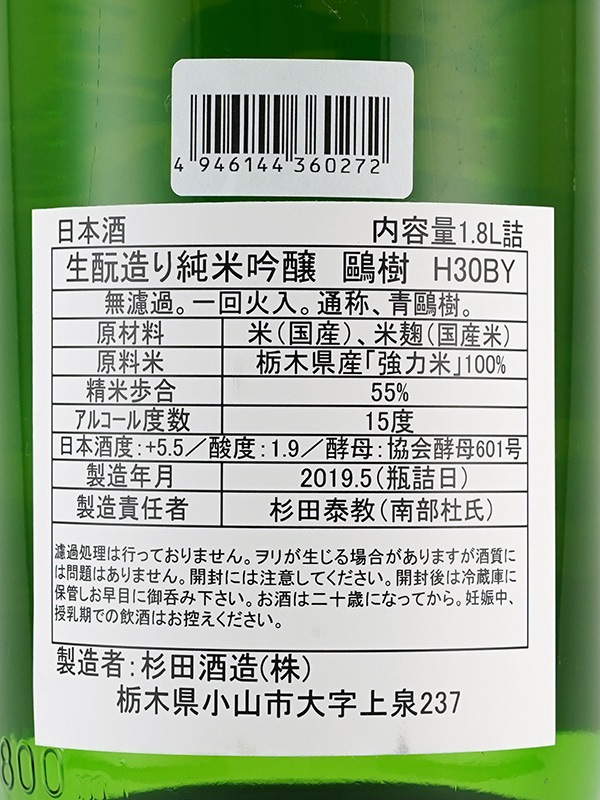 4 946144 360272
日本酒 内容量1.8L詰
生酛造り純米吟醸 鷗樹 H30BY
無濾過。一回火入。通称、青鷗樹。
原材料 米(国産)、米麹(国産米)
原料米 栃木県産「強力米」100%
精米歩合 55%
アルコール度数 15度
日本酒度:+5.5/酸度:1.9/酵母:協会酵母601号
製造年月 2019.5(瓶詰日)
製造責任者 杉田泰教(南部杜氏)
濾過処理は行っておりません。ヲリが生じる場合がありますが酒質に
は問題はありません。開封には注意してください。開封後は冷蔵庫に
保管しお早目に御呑み下さい。お酒は二十歳になってから。妊娠中、
授乳期での飲酒はお控えください。
製造者:杉田酒造(株)
栃木県小山市大字上泉237
800